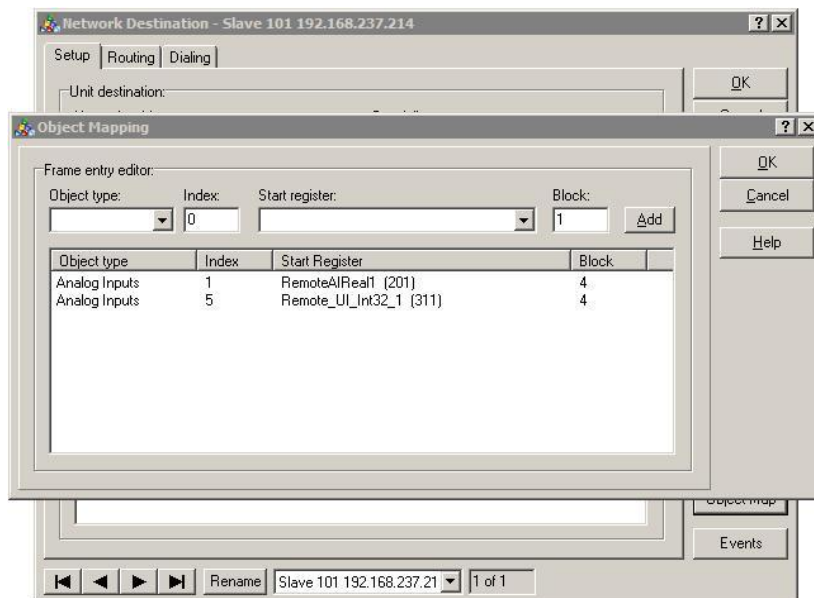 Network Destination - Slave 101 192.168.237.214
Setup Routing Dialing
OK
Unit destination:
Object Mapping
Frame entry editor:
OK
Object type: Index: Start register: Block:
Cancel
0 1 Add
Help
Object type Index Start Register Block
Analog Inputs 1 RemoteAIReal1 (201) 4
Analog Inputs 5 Remote_UI_Int32_1 (311) 4
Object Map
Events
Rename Slave 101 192.168.237.21 1 of 1